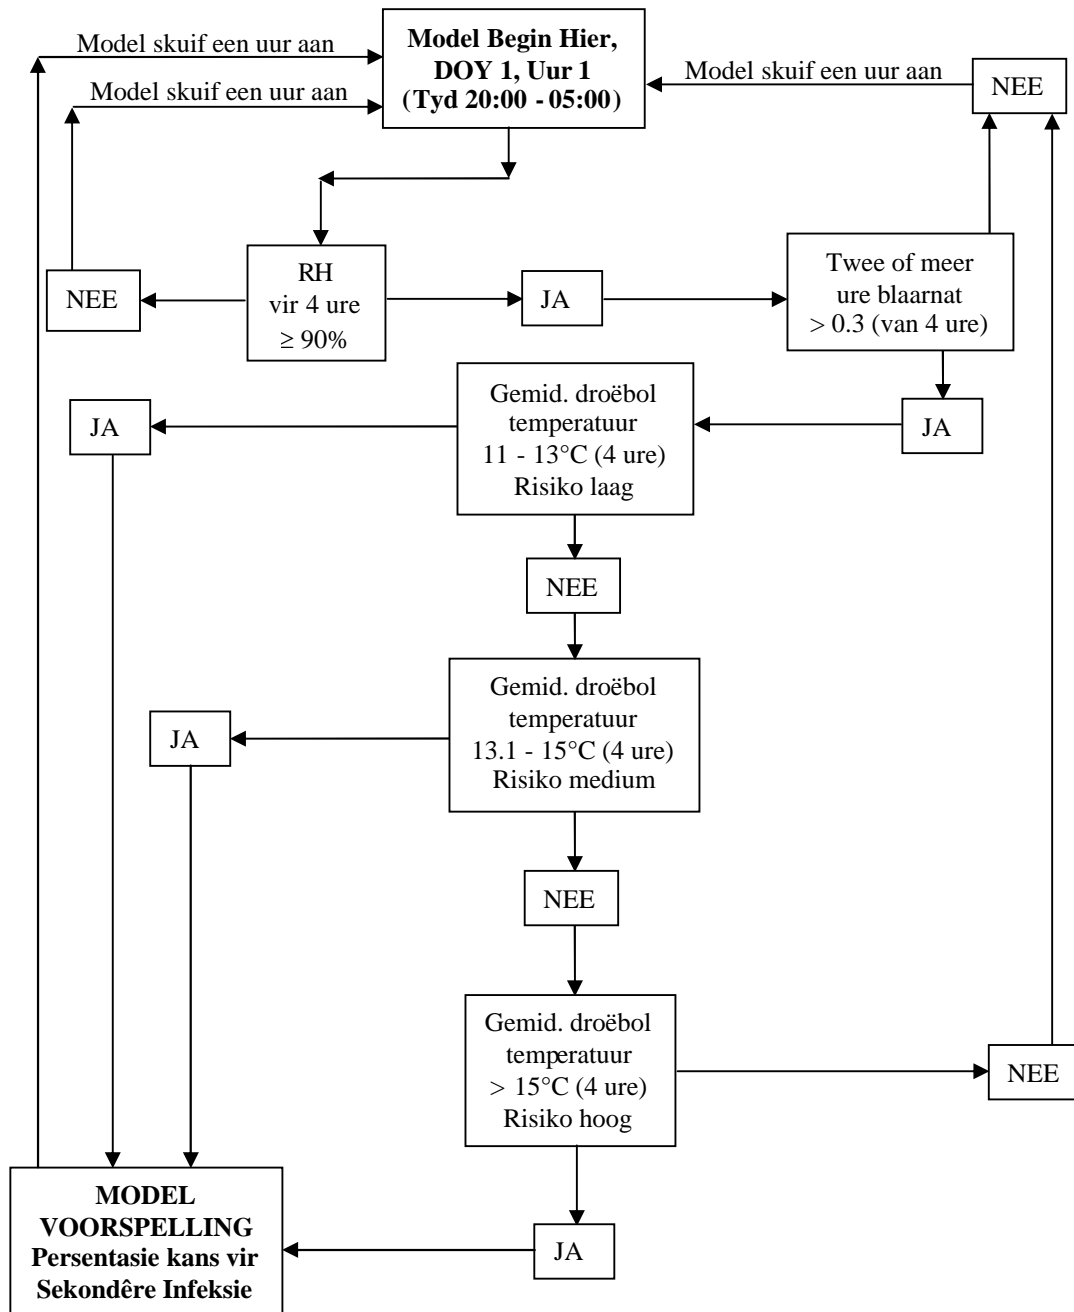 Model skuif een uur aan
Model Begin Hier,
DOY 1, Uur 1
(Tyd 20:00 - 05:00)
Model skuif een uur aan
NEE
Model skuif een uur aan
NEE
RH
vir 4 ure
≥ 90%
JA
Twee of meer
ure blaarnat
> 0.3 (van 4 ure)
JA
Gemid. droëbol
temperatuur
11 - 13°C (4 ure)
Risiko laag
JA
NEE
JA
Gemid. droëbol
temperatuur
13.1 - 15°C (4 ure)
Risiko medium
NEE
Gemid. droëbol
temperatuur
> 15°C (4 ure)
Risiko hoog
NEE
MODEL
VOORSPELLING
Persentasie kans vir
Sekondêre Infeksie
JA